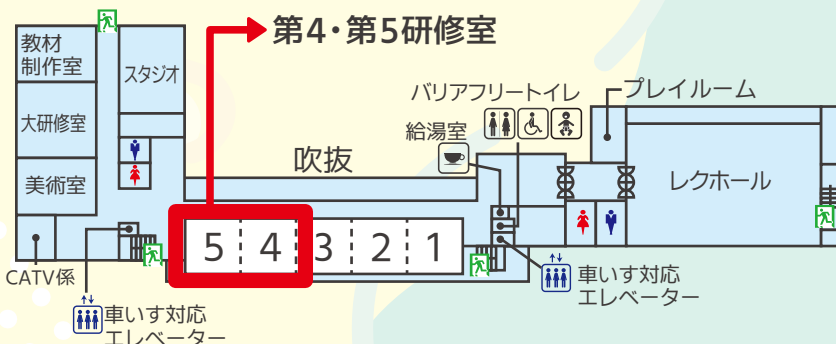 第4・第5研修室
教材
制作室
スタジオ
大研修室
美術室
CATV係
車いす対応
エレベーター
吹抜
5 4 3 2 1
バリアフリートイレ
給湯室
プレイルーム
レクホール
車いす対応
エレベーター